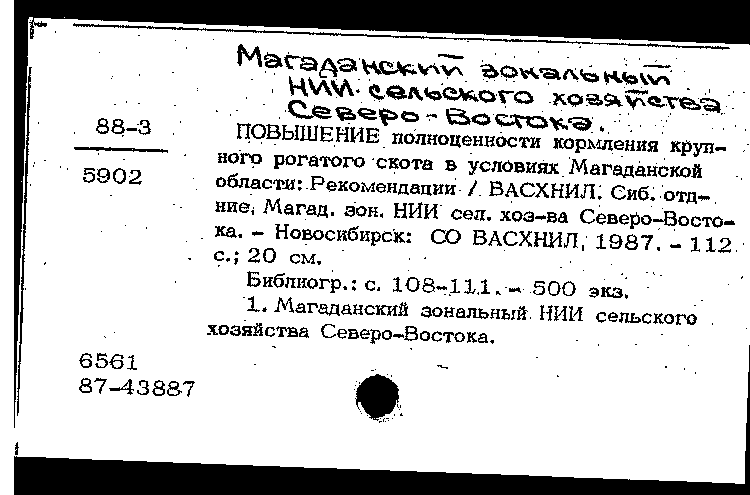 Магаданский зональный
НИИ сельского хозяйства
Северо-Востока.
88-3
5902
ПОВЫШЕНИЕ полноценности кормления круп-
ного рогатого скота в условиях Магаданской
области: Рекомендации / ВАСХНИЛ. Сиб. отд-
ние, Магад. зон. НИИ сел. хоз-ва Северо-Восто-
ка. - Новосибирск: СО ВАСХНИЛ, 1987. - 112
с.; 20 см.
Библиогр.: с. 108-111. - 500 экз.
1. Магаданский зональный НИИ сельского
хозяйства Северо-Востока.
6561
87-43887